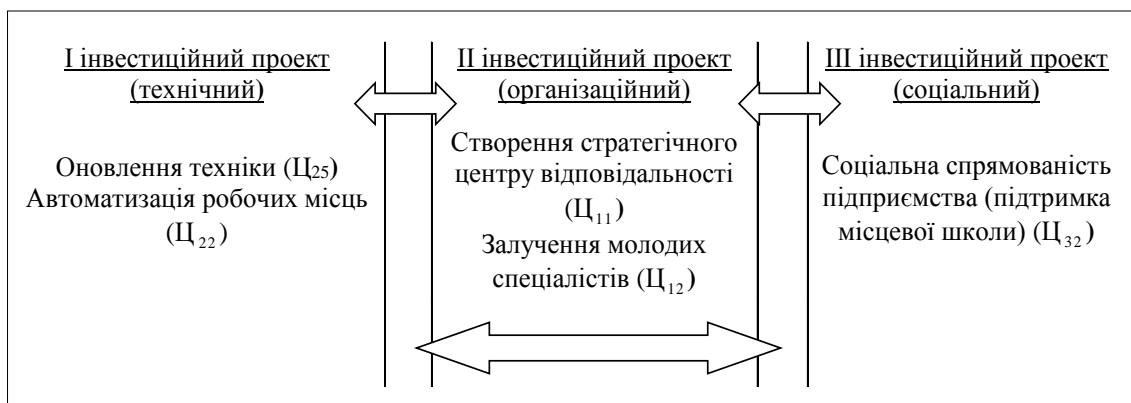 І інвестиційний проект
(технічний)
Оновлення техніки (Ц25)
Автоматизація робочих місць
(Ц22)
ІІ інвестиційний проект
(організаційний)
Створення стратегічного
центру відповідальності
(Ц11)
Залучення молодих
спеціалістів (Ц12)
ІІІ інвестиційний проект
(соціальний)
Соціальна спрямованість
підприємства (підтримка
місцевої школи) (Ц32)